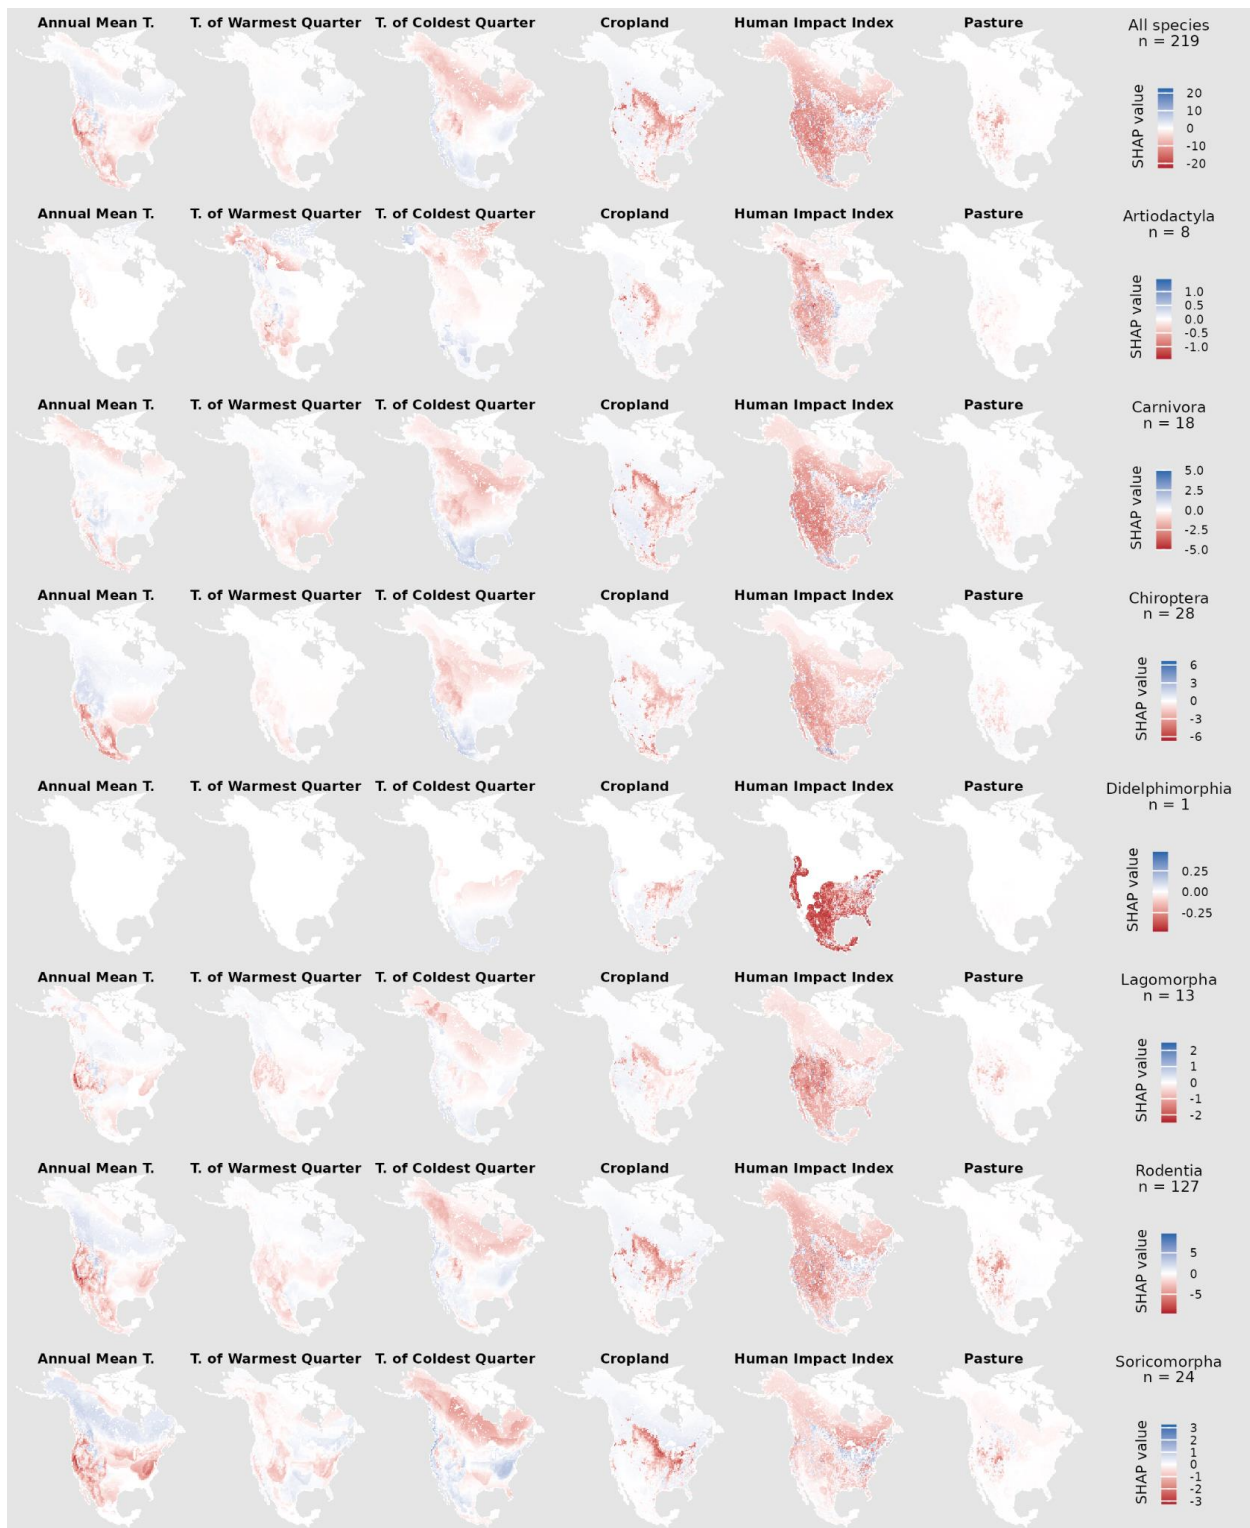 Annual Mean T. T. of Warmest Quarter T. of Coldest Quarter Cropland Human Impact Index Pasture All species
n = 219
SHAP value
20
10
0
-10
-20
Annual Mean T. T. of Warmest Quarter T. of Coldest Quarter Cropland Human Impact Index Pasture Artiodactyla
n = 8
SHAP value
1.0
0.5
0.0
-0.5
-1.0
Annual Mean T. T. of Warmest Quarter T. of Coldest Quarter Cropland Human Impact Index Pasture Carnivora
n = 18
SHAP value
5.0
2.5
0.0
-2.5
-5.0
Annual Mean T. T. of Warmest Quarter T. of Coldest Quarter Cropland Human Impact Index Pasture Chiroptera
n = 28
SHAP value
6
3
0
-3
-6
Annual Mean T. T. of Warmest Quarter T. of Coldest Quarter Cropland Human Impact Index Pasture Didelphimorphia
n = 1
SHAP value
0.25
0.00
-0.25
Annual Mean T. T. of Warmest Quarter T. of Coldest Quarter Cropland Human Impact Index Pasture Lagomorpha
n = 13
SHAP value
2
1
0
-1
-2
Annual Mean T. T. of Warmest Quarter T. of Coldest Quarter Cropland Human Impact Index Pasture Rodentia
n = 127
SHAP value
5
0
-5
Annual Mean T. T. of Warmest Quarter T. of Coldest Quarter Cropland Human Impact Index Pasture Soricomorpha
n = 24
SHAP value
3
2
1
0
-1
-2
-3